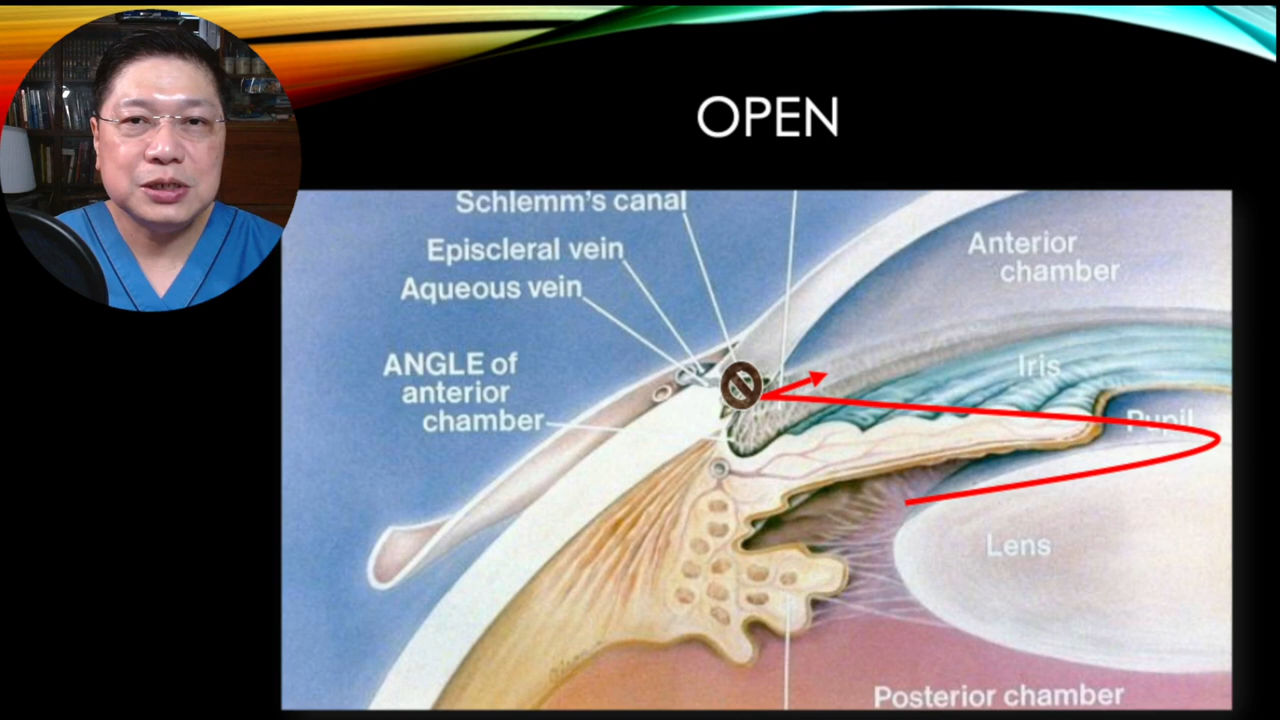 OPEN
Schlemm's canal
Episcleral vein
Aqueous vein
ANGLE of
anterior
chamber
Anterior
chamber
Iris
Pupil
Lens
Posterior chamber